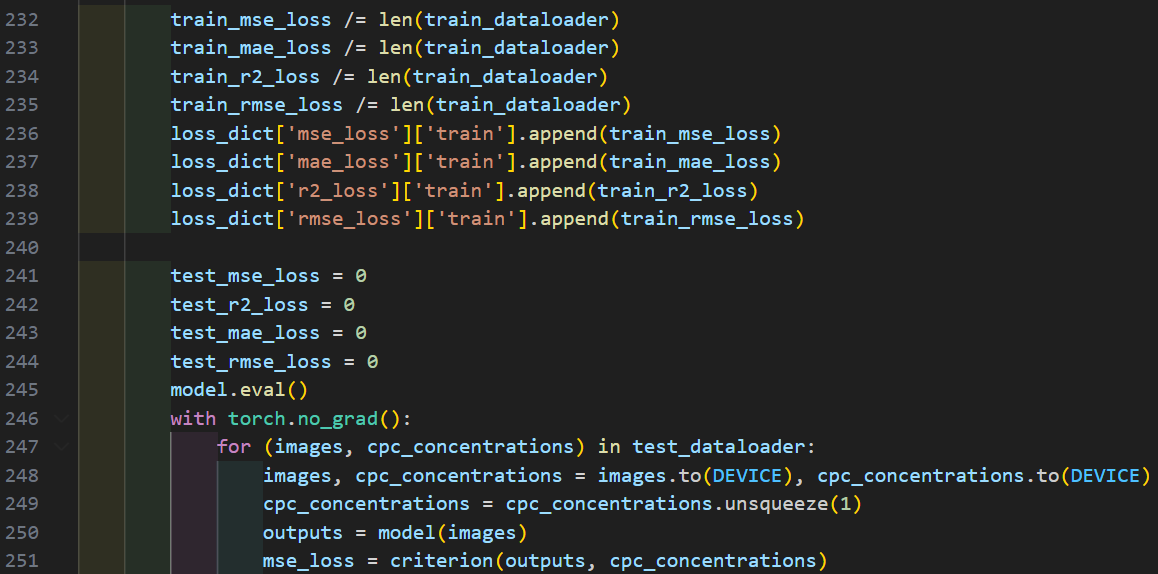 232 train_mse_loss /= len(train_dataloader)
233 train_mae_loss /= len(train_dataloader)
234 train_r2_loss /= len(train_dataloader)
235 train_rmse_loss /= len(train_dataloader)
236 loss_dict['mse_loss']['train'].append(train_mse_loss)
237 loss_dict['mae_loss']['train'].append(train_mae_loss)
238 loss_dict['r2_loss']['train'].append(train_r2_loss)
239 loss_dict['rmse_loss']['train'].append(train_rmse_loss)
240
241 test_mse_loss = 0
242 test_r2_loss = 0
243 test_mae_loss = 0
244 test_rmse_loss = 0
245 model.eval()
246 with torch.no_grad():
247 for (images, cpc_concentrations) in test_dataloader:
248 images, cpc_concentrations = images.to(DEVICE), cpc_concentrations.to(DEVICE)
249 cpc_concentrations = cpc_concentrations.unsqueeze(1)
250 outputs = model(images)
251 mse_loss = criterion(outputs, cpc_concentrations)